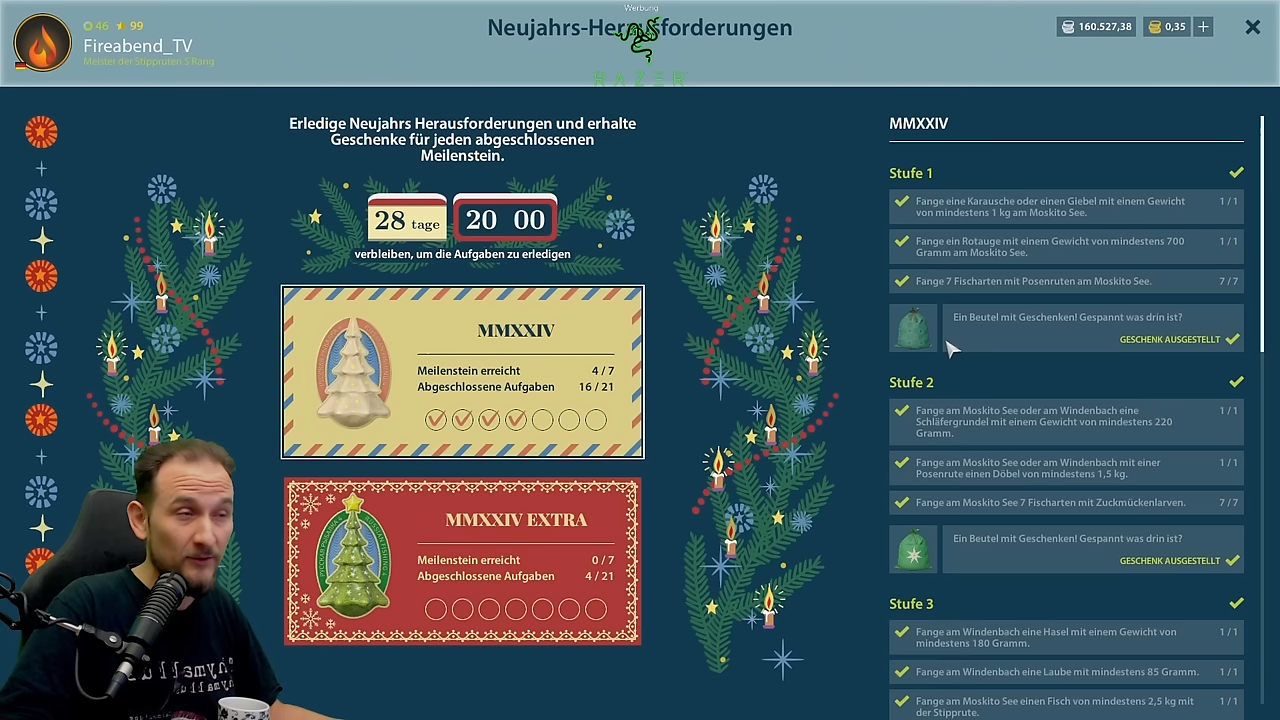 Werbung
Neujahrs-Herausforderungen
RAZER
46 99
Fireabend_TV
Meister der Stippruten 5 Rang
160.527,38
0,35
Erledige Neujahrs Herausforderungen und erhalte
Geschenke für jeden abgeschlossenen
Meilenstein.
28 tage
20 00
verbleiben, um die Aufgaben zu erledigen
MMXXIV
Meilenstein erreicht 4 / 7
Abgeschlossene Aufgaben 16 / 21
MMXXIV EXTRA
Meilenstein erreicht 0 / 7
Abgeschlossene Aufgaben 4 / 21
MMXXIV
Stufe 1
Fange eine Karausche oder einen Giebel mit einem Gewicht 1 / 1
von mindestens 1 kg am Moskito See.
Fange ein Rotauge mit einem Gewicht von mindestens 700 1 / 1
Gramm am Moskito See.
Fange 7 Fischarten mit Posenruten am Moskito See. 7 / 7
Ein Beutel mit Geschenken! Gespannt was drin ist?
GESCHENK AUSGESTELLT
Stufe 2
Fange am Moskito See oder am Windenbach eine 1 / 1
Schläfergrundel mit einem Gewicht von mindestens 220
Gramm.
Fange am Moskito See oder am Windenbach mit einer 1 / 1
Posenrute einen Döbel von mindestens 1,5 kg.
Fange am Moskito See 7 Fischarten mit Zuckmückenlarven. 7 / 7
Ein Beutel mit Geschenken! Gespannt was drin ist?
GESCHENK AUSGESTELLT
Stufe 3
Fange am Windenbach eine Hasel mit einem Gewicht von 1 / 1
mindestens 180 Gramm.
Fange am Windenbach eine Laube mit mindestens 85 Gramm. 1 / 1
Fange am Moskito See einen Fisch von mindestens 2,5 kg mit 1 / 1
der Stipprute.